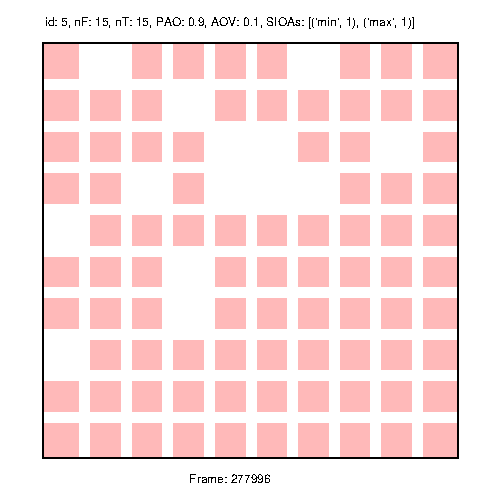 id: 5, nF: 15, nT: 15, PAO: 0.9, AOV: 0.1, SIOAs: [('min', 1), ('max', 1)]
Frame: 277996